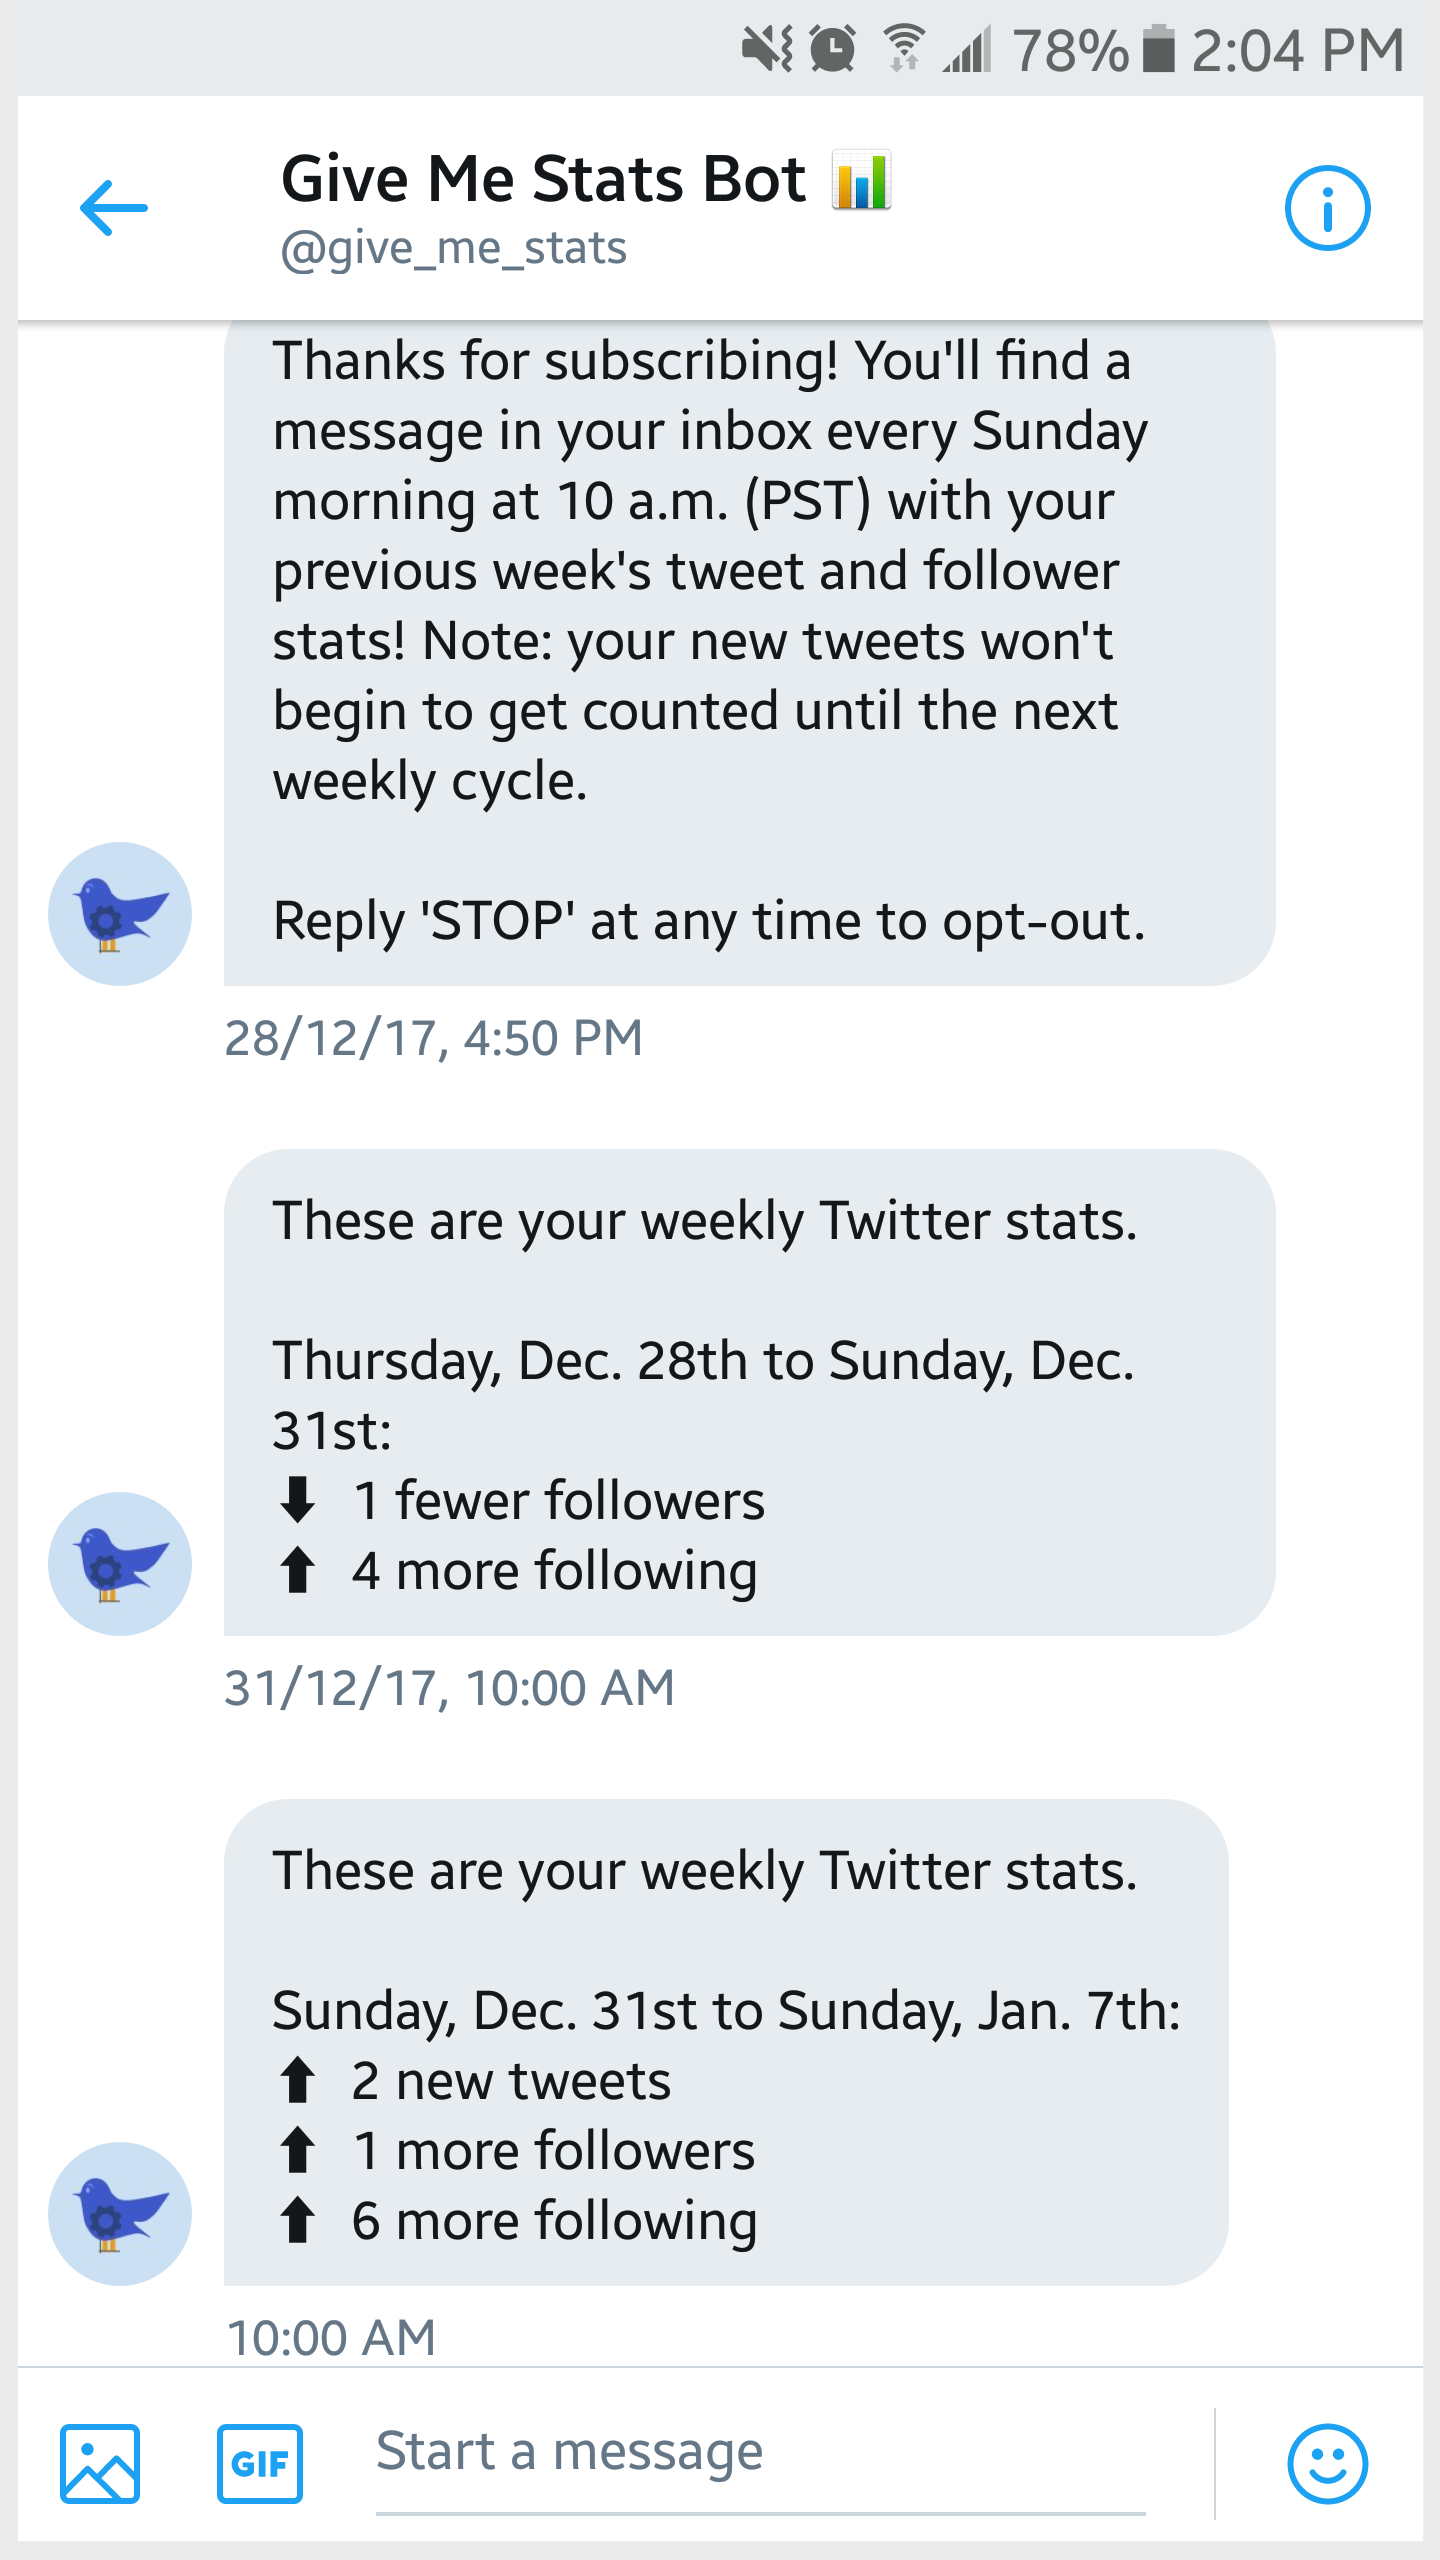 78% 2:04 PM
Give Me Stats Bot 📊
@give_me_stats
Thanks for subscribing! You'll find a
message in your inbox every Sunday
morning at 10 a.m. (PST) with your
previous week's tweet and follower
stats! Note: your new tweets won't
begin to get counted until the next
weekly cycle.
Reply 'STOP' at any time to opt-out.
28/12/17, 4:50 PM
These are your weekly Twitter stats.
Thursday, Dec. 28th to Sunday, Dec.
31st:
⬇ 1 fewer followers
⬆ 4 more following
31/12/17, 10:00 AM
These are your weekly Twitter stats.
Sunday, Dec. 31st to Sunday, Jan. 7th:
⬆ 2 new tweets
⬆ 1 more followers
⬆ 6 more following
10:00 AM
GIF Start a message